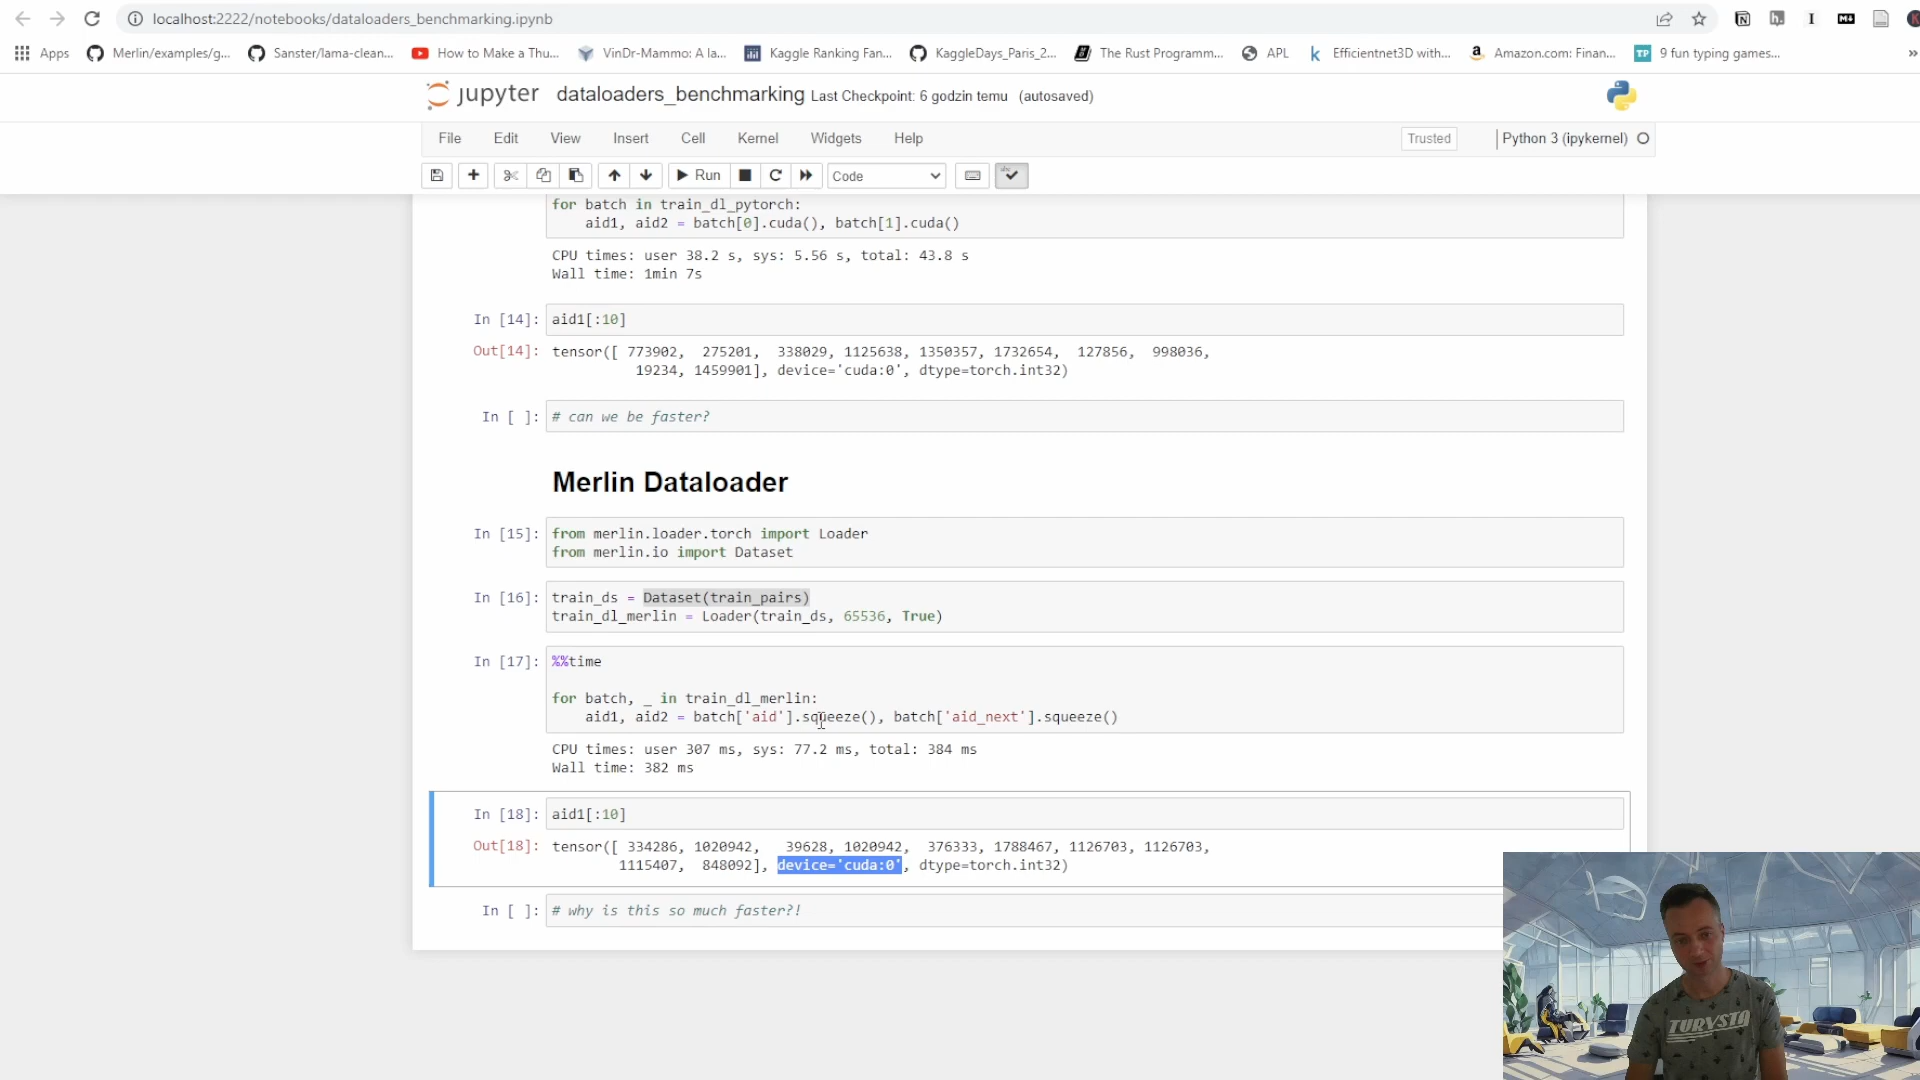 localhost:2222/notebooks/dataloaders_benchmarking.ipynb
Apps Merlin/examples/g... Sanster/lama-clean... How to Make a Thu... VinDr-Mammo: A la... Kaggle Ranking Fan... KaggleDays_Paris_2... The Rust Programm... APL Efficientnet3D with... Amazon.com: Finan... TP 9 fun typing games... »
jupyter dataloaders_benchmarking Last Checkpoint: 6 godzin temu (autosaved)
File Edit View Insert Cell Kernel Widgets Help Trusted Python 3 (ipykernel)
Run Code
for batch in train_dl_pytorch:
aid1, aid2 = batch[0].cuda(), batch[1].cuda()
CPU times: user 38.2 s, sys: 5.56 s, total: 43.8 s
Wall time: 1min 7s
In [14]: aid1[:10]
Out[14]: tensor([ 773902, 275201, 338029, 1125638, 1350357, 1732654, 127856, 998036,
19234, 1459901], device='cuda:0', dtype=torch.int32)
In [ ]: # can we be faster?
Merlin Dataloader
In [15]: from merlin.loader.torch import Loader
from merlin.io import Dataset
In [16]: train_ds = Dataset(train_pairs)
train_dl_merlin = Loader(train_ds, 65536, True)
In [17]: %%time
for batch, _ in train_dl_merlin:
aid1, aid2 = batch['aid'].squeeze(), batch['aid_next'].squeeze()
CPU times: user 307 ms, sys: 77.2 ms, total: 384 ms
Wall time: 382 ms
In [18]: aid1[:10]
Out[18]: tensor([ 334286, 1020942, 39628, 1020942, 376333, 1788467, 1126703, 1126703,
1115407, 848092], device='cuda:0', dtype=torch.int32)
In [ ]: # why is this so much faster?!
TURYSTA